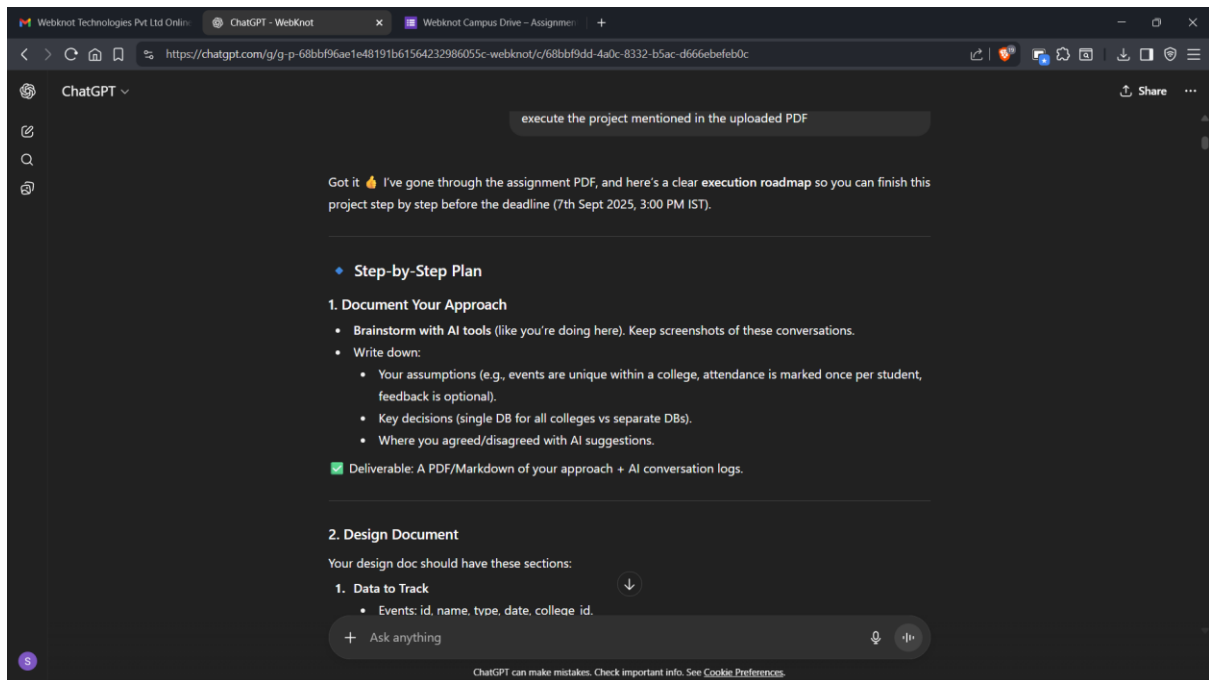 Webknot Technologies Pvt Ltd Onlin
ChatGPT - WebKnot
Webknot Campus Drive – Assignmen
https://chatgpt.com/g/g-p-68bbf96ae1e48191b61564232986055c-webknot/c/68bbf9dd-4a0c-8332-b5ac-d666ebefeb0c
ChatGPT
Share
execute the project mentioned in the uploaded PDF
Got it 👍 I've gone through the assignment PDF, and here's a clear execution roadmap so you can finish this
project step by step before the deadline (7th Sept 2025, 3:00 PM IST).
🔹 Step-by-Step Plan
1. Document Your Approach
• Brainstorm with AI tools (like you're doing here). Keep screenshots of these conversations.
• Write down:
• Your assumptions (e.g., events are unique within a college, attendance is marked once per student,
feedback is optional).
• Key decisions (single DB for all colleges vs separate DBs).
• Where you agreed/disagreed with AI suggestions.
✅ Deliverable: A PDF/Markdown of your approach + AI conversation logs.
2. Design Document
Your design doc should have these sections:
1. Data to Track
• Events: id, name, type, date, college_id.
Ask anything
S
ChatGPT can make mistakes. Check important info. See Cookie Preferences.